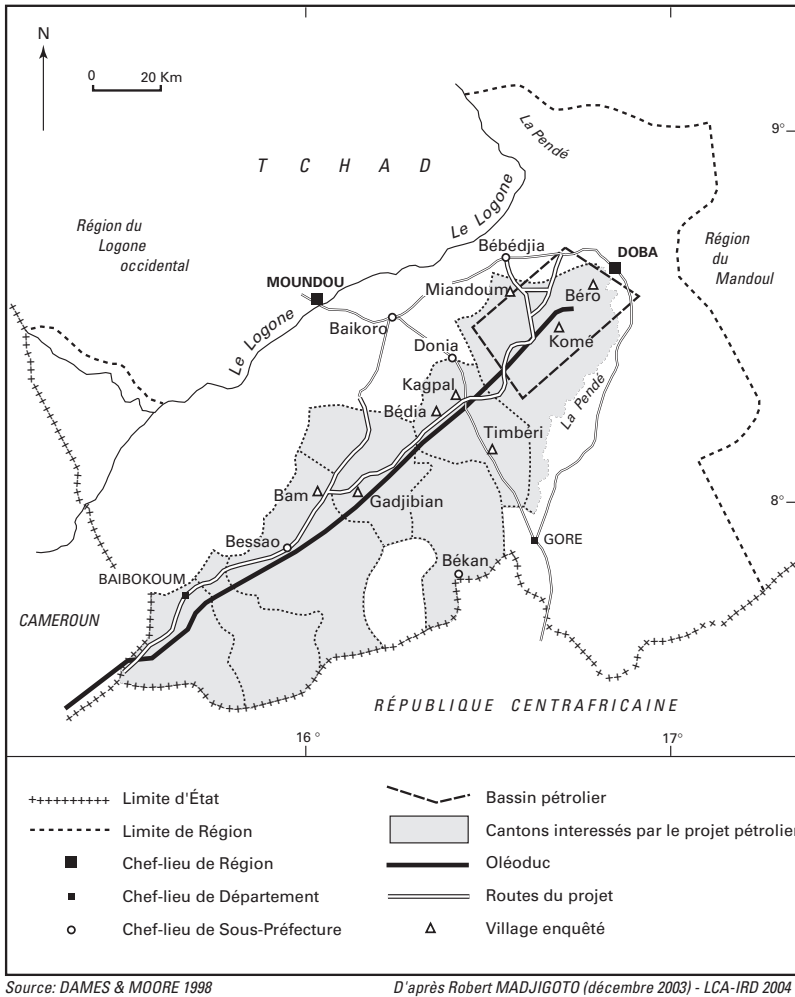 N
0 20 Km
9°
La Pendé
T C H A D
Région du
Logone
occidental
Le Logone
Bébédjia
DOBA
Région
du
Mandoul
MOUNDOU
Miandoum
Béro
Baikoro
Le Logone
Donia
Komé
Kagpal
Bédia
La Pendé
Timbéri
8°
Bam
Gadjibian
Bessao
GORE
Békan
BAIBOKOUM
CAMEROUN
RÉPUBLIQUE CENTRAFRICAINE
16 °
17°
Limite d'État
Limite de Région
Chef-lieu de Région
Chef-lieu de Département
Chef-lieu de Sous-Préfecture
Bassin pétrolier
Cantons interessés par le projet pétrolier
Oléoduc
Routes du projet
Village enquêté
Source: DAMES & MOORE 1998
D'après Robert MADJIGOTO (décembre 2003) - LCA-IRD 2004